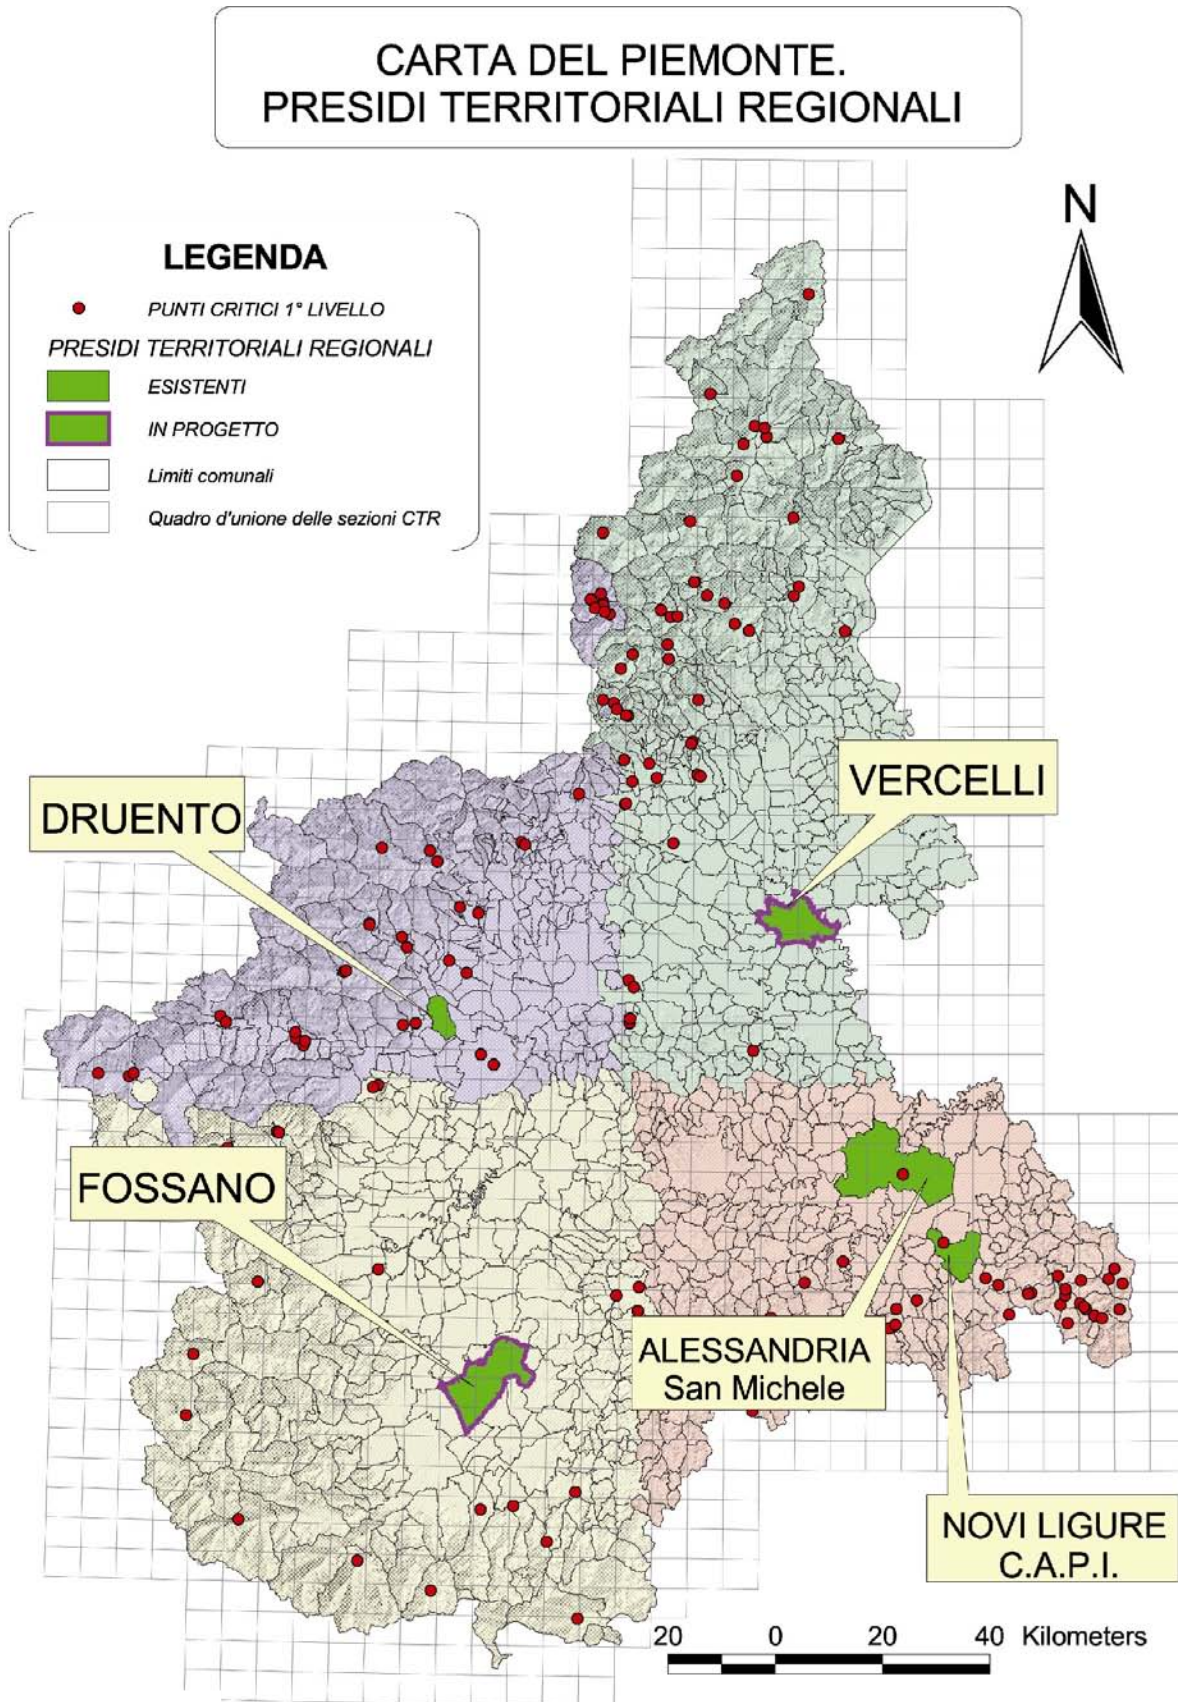 CARTA DEL PIEMONTE.
PRESIDI TERRITORIALI REGIONALI
N
LEGENDA
PUNTI CRITICI 1° LIVELLO
PRESIDI TERRITORIALI REGIONALI
ESISTENTI
IN PROGETTO
Limiti comunali
Quadro d'unione delle sezioni CTR
VERCELLI
DRUENTO
FOSSANO
ALESSANDRIA
San Michele
NOVI LIGURE
C.A.P.I.
20 0 20 40 Kilometers